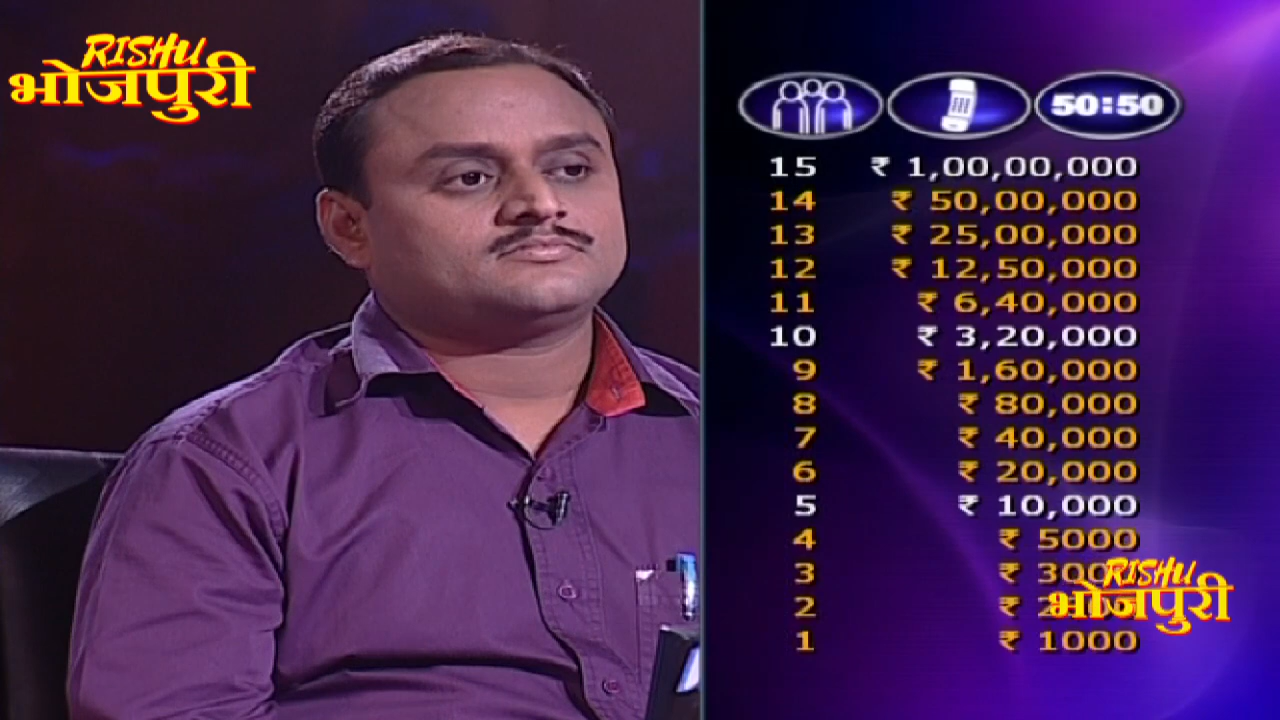 RISHU
भोजपुरी
50:50
15 ₹ 1,00,00,000
14 ₹ 50,00,000
13 ₹ 25,00,000
12 ₹ 12,50,000
11 ₹ 6,40,000
10 ₹ 3,20,000
9 ₹ 1,60,000
8 ₹ 80,000
7 ₹ 40,000
6 ₹ 20,000
5 ₹ 10,000
4 ₹ 5000
3 ₹
2 ₹
1 ₹ 1000
RISHU
भोजपुरी